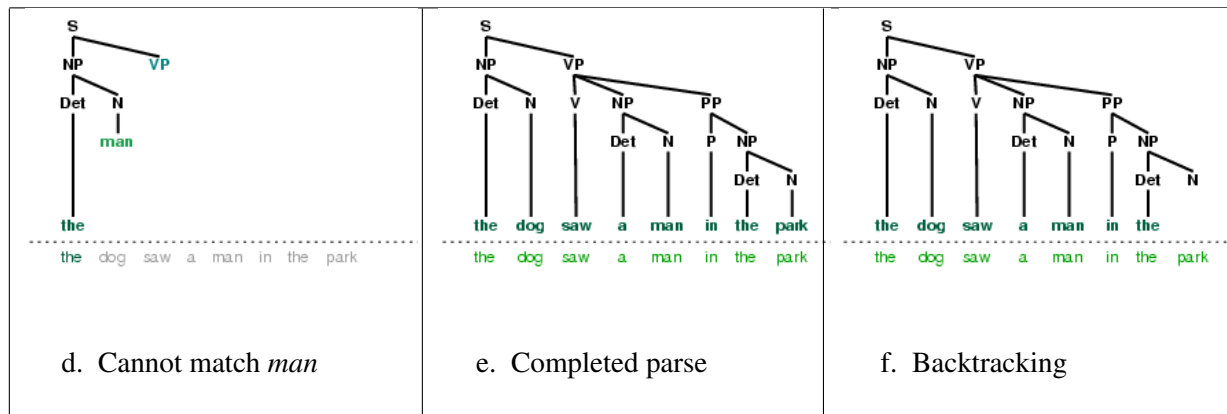 S
NP VP
Det N
man
the
the dog saw a man in the park
d. Cannot match man
S
NP VP
Det N V NP PP
Det N P NP
Det N
the dog saw a man in the park
the dog saw a man in the park
e. Completed parse
S
NP VP
Det N V NP PP
Det N P NP
Det N
the dog saw a man in the
the dog saw a man in the park
f. Backtracking